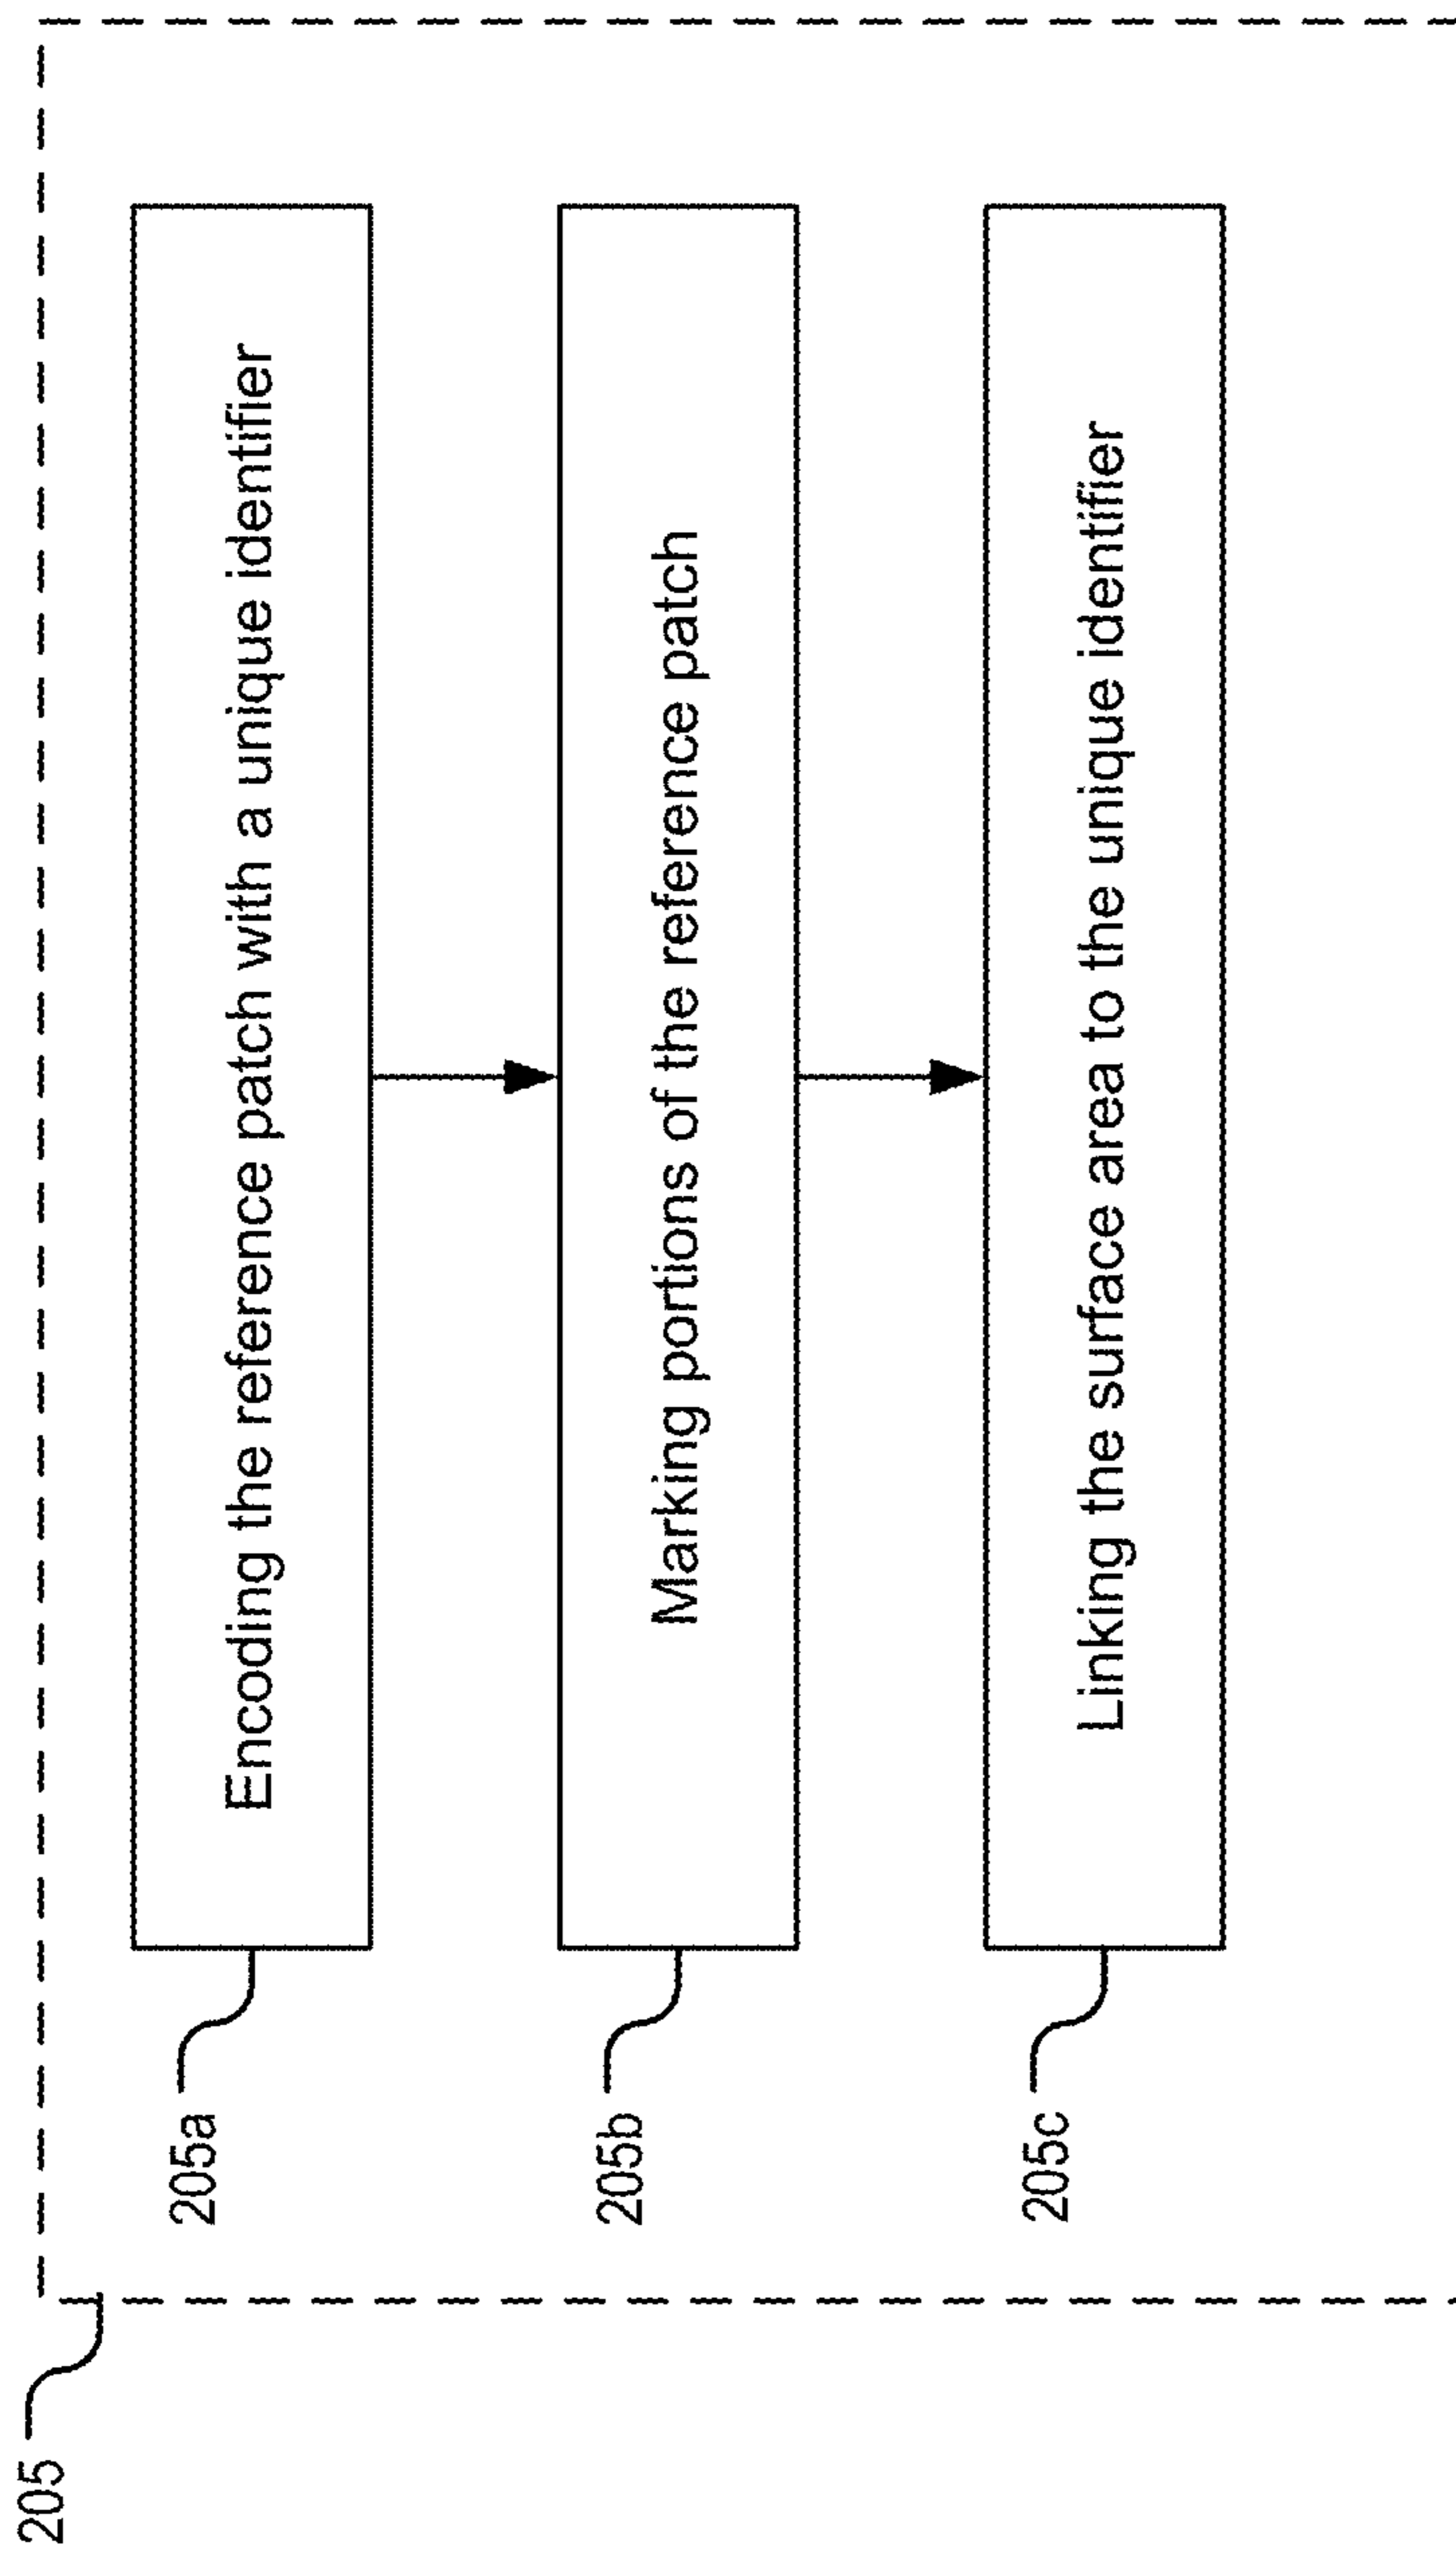 205
205a
Encoding the reference patch with a unique identifier
205b
Marking portions of the reference patch
205c
Linking the surface area to the unique identifier